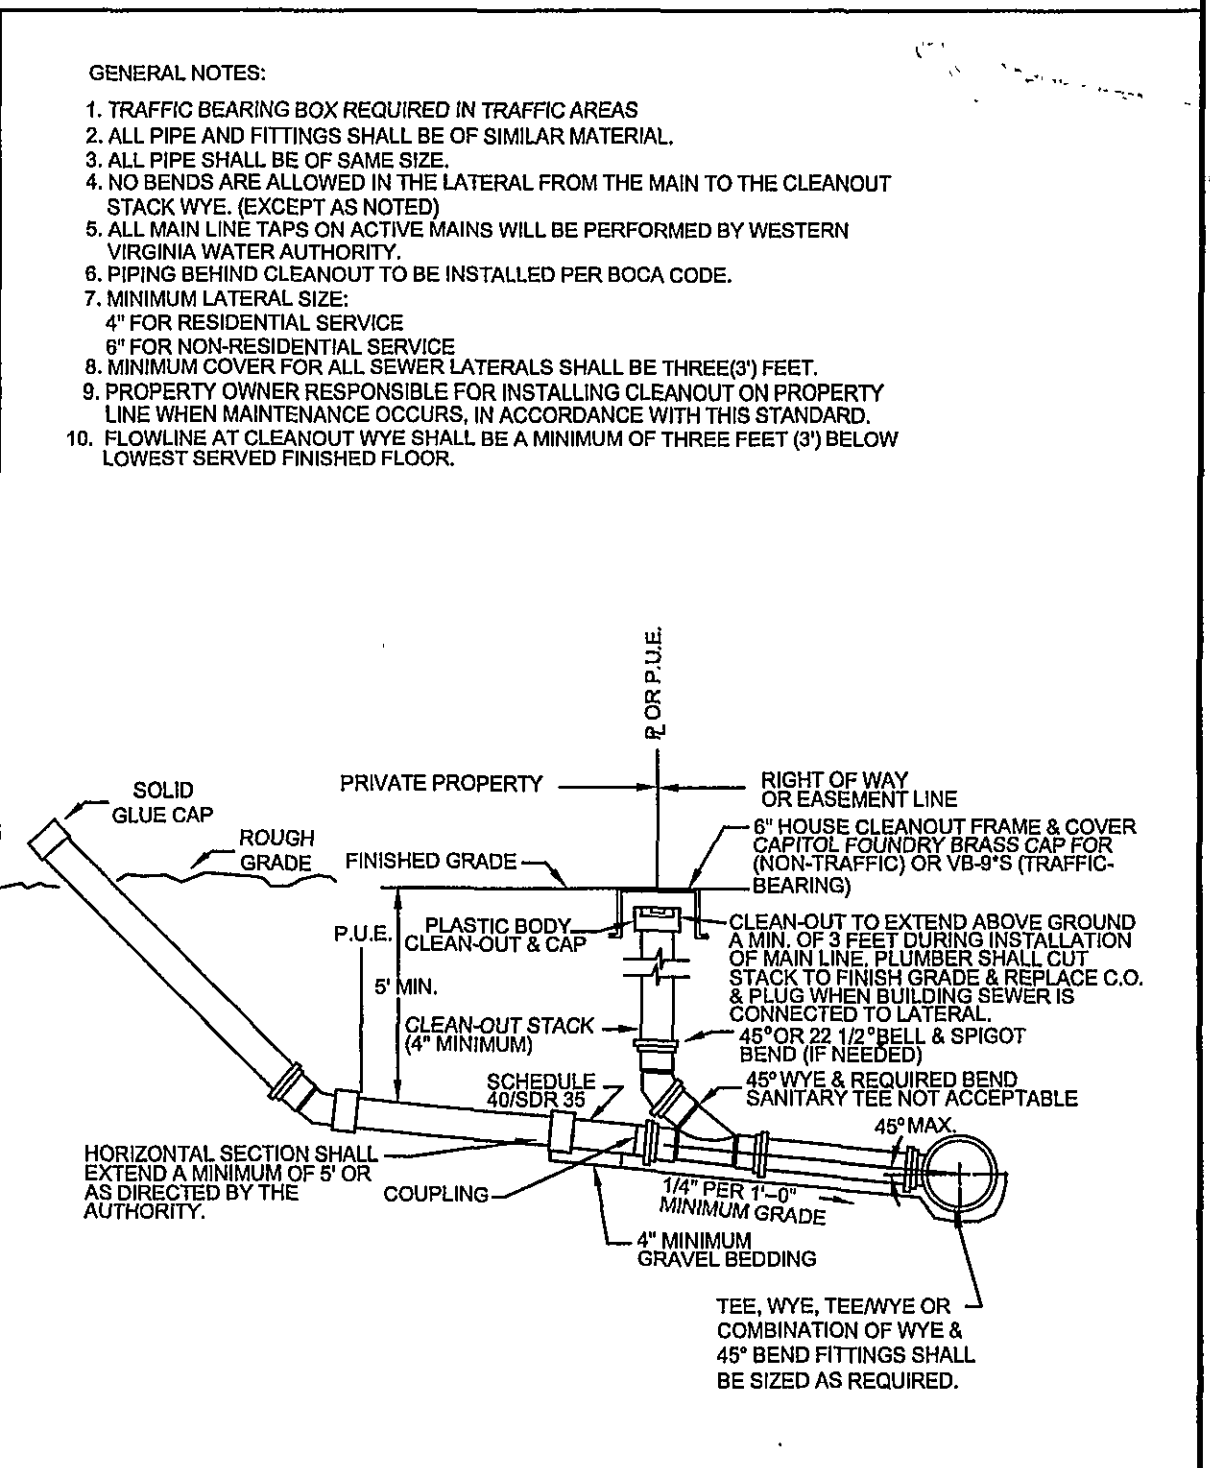 GENERAL NOTES:
1. TRAFFIC BEARING BOX REQUIRED IN TRAFFIC AREAS
2. ALL PIPE AND FITTINGS SHALL BE OF SIMILAR MATERIAL.
3. ALL PIPE SHALL BE OF SAME SIZE.
4. NO BENDS ARE ALLOWED IN THE LATERAL FROM THE MAIN TO THE CLEANOUT
STACK WYE. (EXCEPT AS NOTED)
5. ALL MAIN LINE TAPS ON ACTIVE MAINS WILL BE PERFORMED BY WESTERN
VIRGINIA WATER AUTHORITY.
6. PIPING BEHIND CLEANOUT TO BE INSTALLED PER BOCA CODE.
7. MINIMUM LATERAL SIZE:
4" FOR RESIDENTIAL SERVICE
6" FOR NON-RESIDENTIAL SERVICE
8. MINIMUM COVER FOR ALL SEWER LATERALS SHALL BE THREE(3') FEET.
9. PROPERTY OWNER RESPONSIBLE FOR INSTALLING CLEANOUT ON PROPERTY
LINE WHEN MAINTENANCE OCCURS, IN ACCORDANCE WITH THIS STANDARD.
10. FLOWLINE AT CLEANOUT WYE SHALL BE A MINIMUM OF THREE FEET (3') BELOW
LOWEST SERVED FINISHED FLOOR.
PL OR P.U.E.
PRIVATE PROPERTY
RIGHT OF WAY
OR EASEMENT LINE
SOLID
GLUE CAP
ROUGH
GRADE
FINISHED GRADE
6" HOUSE CLEANOUT FRAME & COVER
CAPITOL FOUNDRY BRASS CAP FOR
(NON-TRAFFIC) OR VB-9"S (TRAFFIC-
BEARING)
P.U.E.
PLASTIC BODY
CLEAN-OUT & CAP
CLEAN-OUT TO EXTEND ABOVE GROUND
A MIN. OF 3 FEET DURING INSTALLATION
OF MAIN LINE. PLUMBER SHALL CUT
STACK TO FINISH GRADE & REPLACE C.O.
& PLUG WHEN BUILDING SEWER IS
CONNECTED TO LATERAL.
5' MIN.
CLEAN-OUT STACK
(4" MINIMUM)
45° OR 22 1/2° BELL & SPIGOT
BEND (IF NEEDED)
SCHEDULE
40/SDR 35
45° WYE & REQUIRED BEND
SANITARY TEE NOT ACCEPTABLE
45° MAX.
HORIZONTAL SECTION SHALL
EXTEND A MINIMUM OF 5' OR
AS DIRECTED BY THE
AUTHORITY.
COUPLING
1/4" PER 1'-0"
MINIMUM GRADE
4" MINIMUM
GRAVEL BEDDING
TEE, WYE, TEE/WYE OR
COMBINATION OF WYE &
45° BEND FITTINGS SHALL
BE SIZED AS REQUIRED.